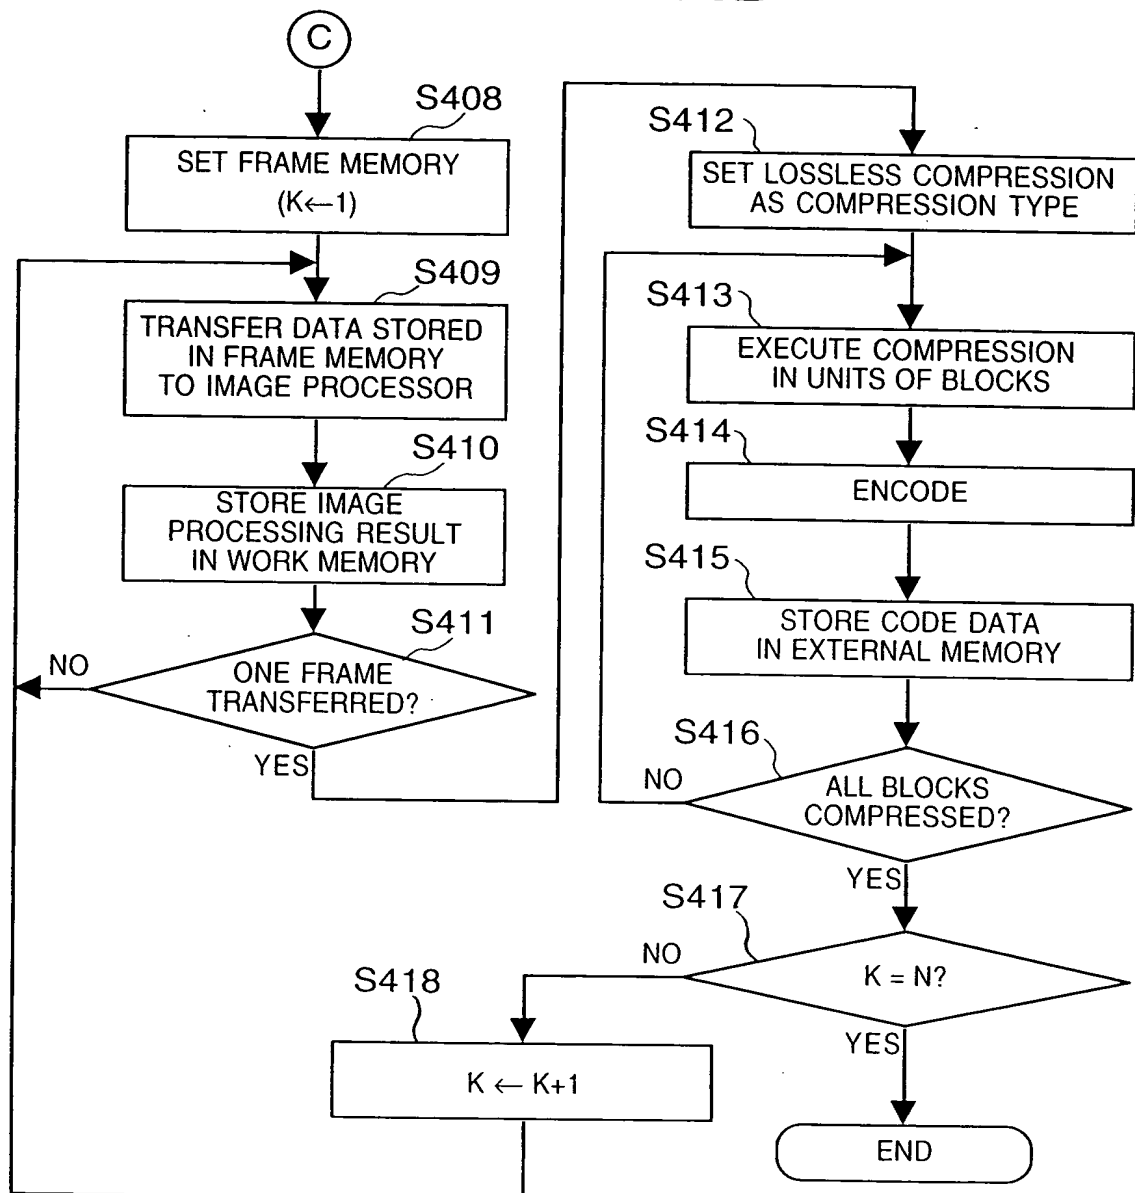 C
S408
SET FRAME MEMORY
(K←1)
S409
TRANSFER DATA STORED
IN FRAME MEMORY
TO IMAGE PROCESSOR
S410
STORE IMAGE
PROCESSING RESULT
IN WORK MEMORY
S411
ONE FRAME
TRANSFERRED?
NO
YES
S412
SET LOSSLESS COMPRESSION
AS COMPRESSION TYPE
S413
EXECUTE COMPRESSION
IN UNITS OF BLOCKS
S414
ENCODE
S415
STORE CODE DATA
IN EXTERNAL MEMORY
S416
ALL BLOCKS
COMPRESSED?
NO
YES
S417
K = N?
NO
YES
S418
K ← K+1
END